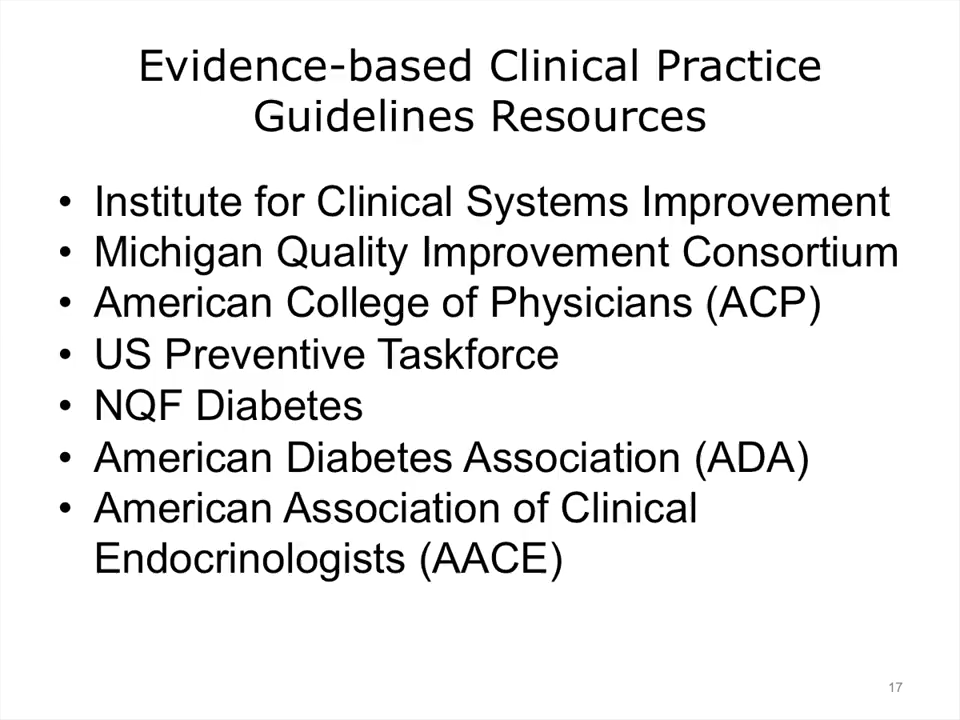 Evidence-based Clinical Practice
Guidelines Resources
• Institute for Clinical Systems Improvement
• Michigan Quality Improvement Consortium
• American College of Physicians (ACP)
• US Preventive Taskforce
• NQF Diabetes
• American Diabetes Association (ADA)
• American Association of Clinical
Endocrinologists (AACE)
17